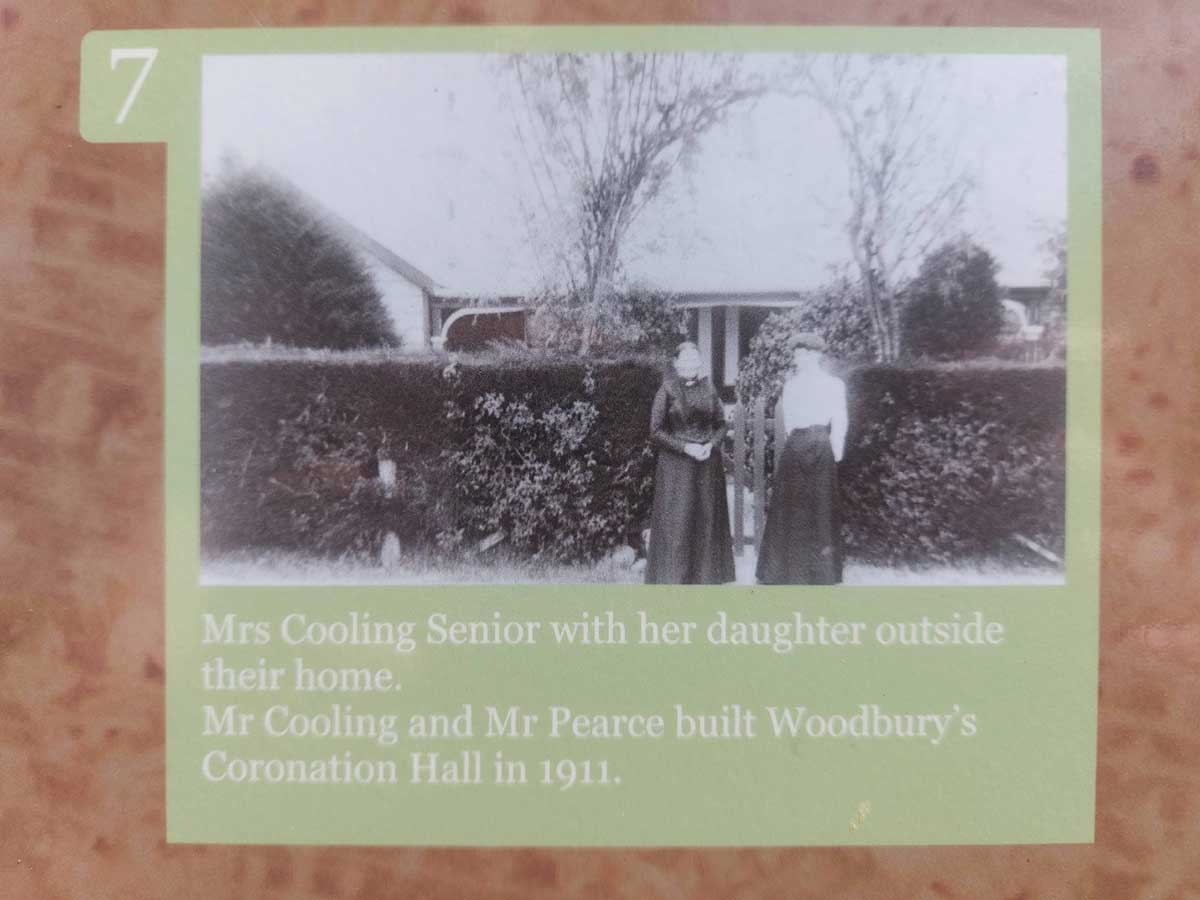 7
Mrs Cooling Senior with her daughter outside
their home.
Mr Cooling and Mr Pearce built Woodbury’s
Coronation Hall in 1911.